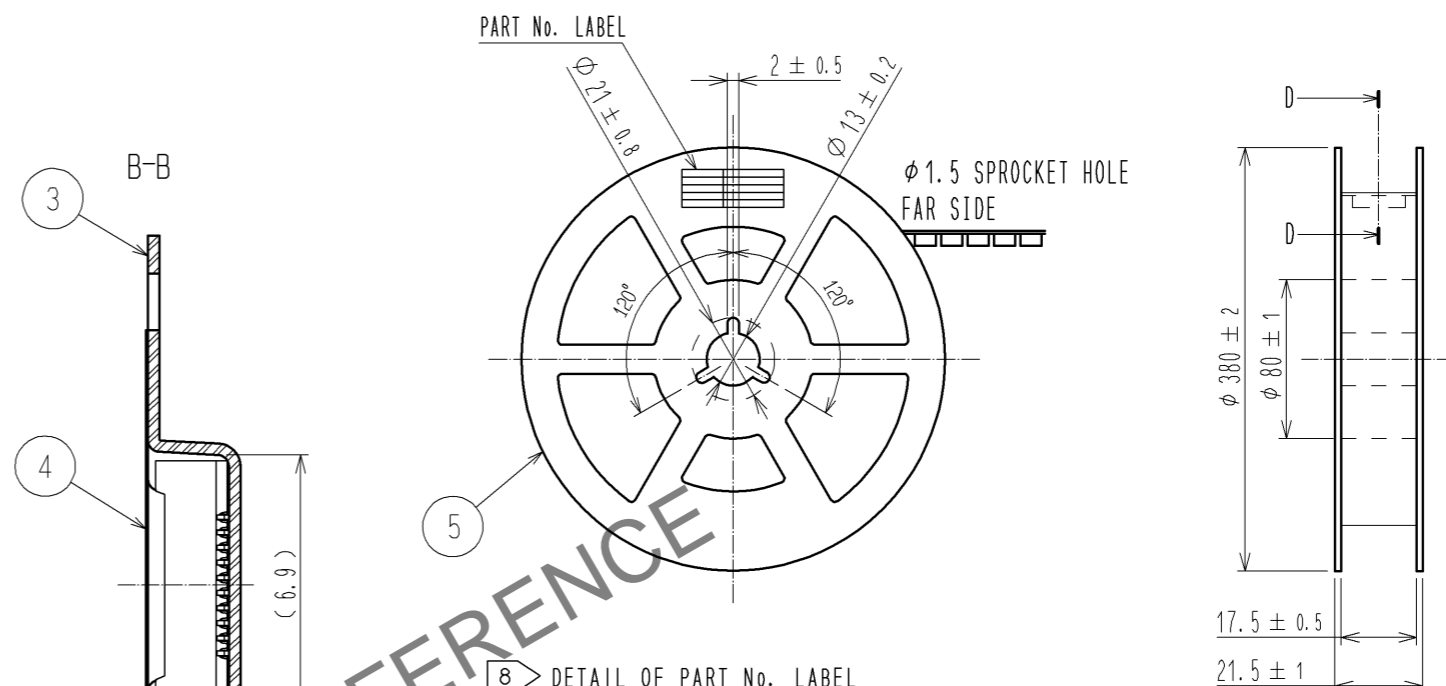 PART No. LABEL
2 ± 0.5
Ø 21 ± 0.8
Ø 13 ± 0.2
B-B
3
φ1.5 SPROCKET HOLE
FAR SIDE
D
D
120°
120°
φ 380 ± 2
φ 80 ± 1
4
5
(6.9)
FERENCE
17.5 ± 0.5
21.5 ± 1
8 DETAIL OF PART No. LABEL